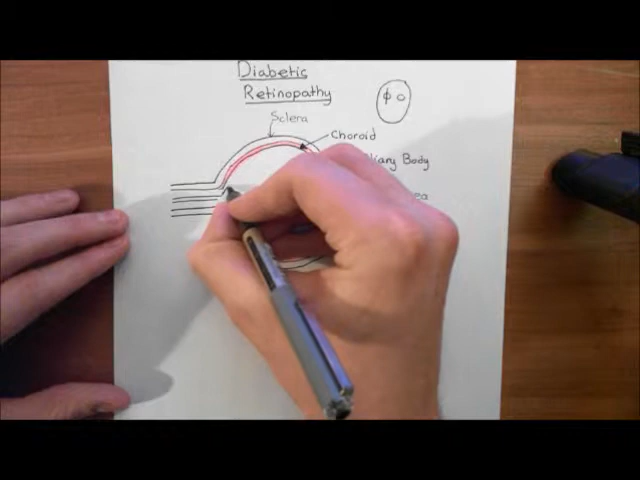 Diabetic
Retinopathy
Φ O
Sclera
Choroid
Body